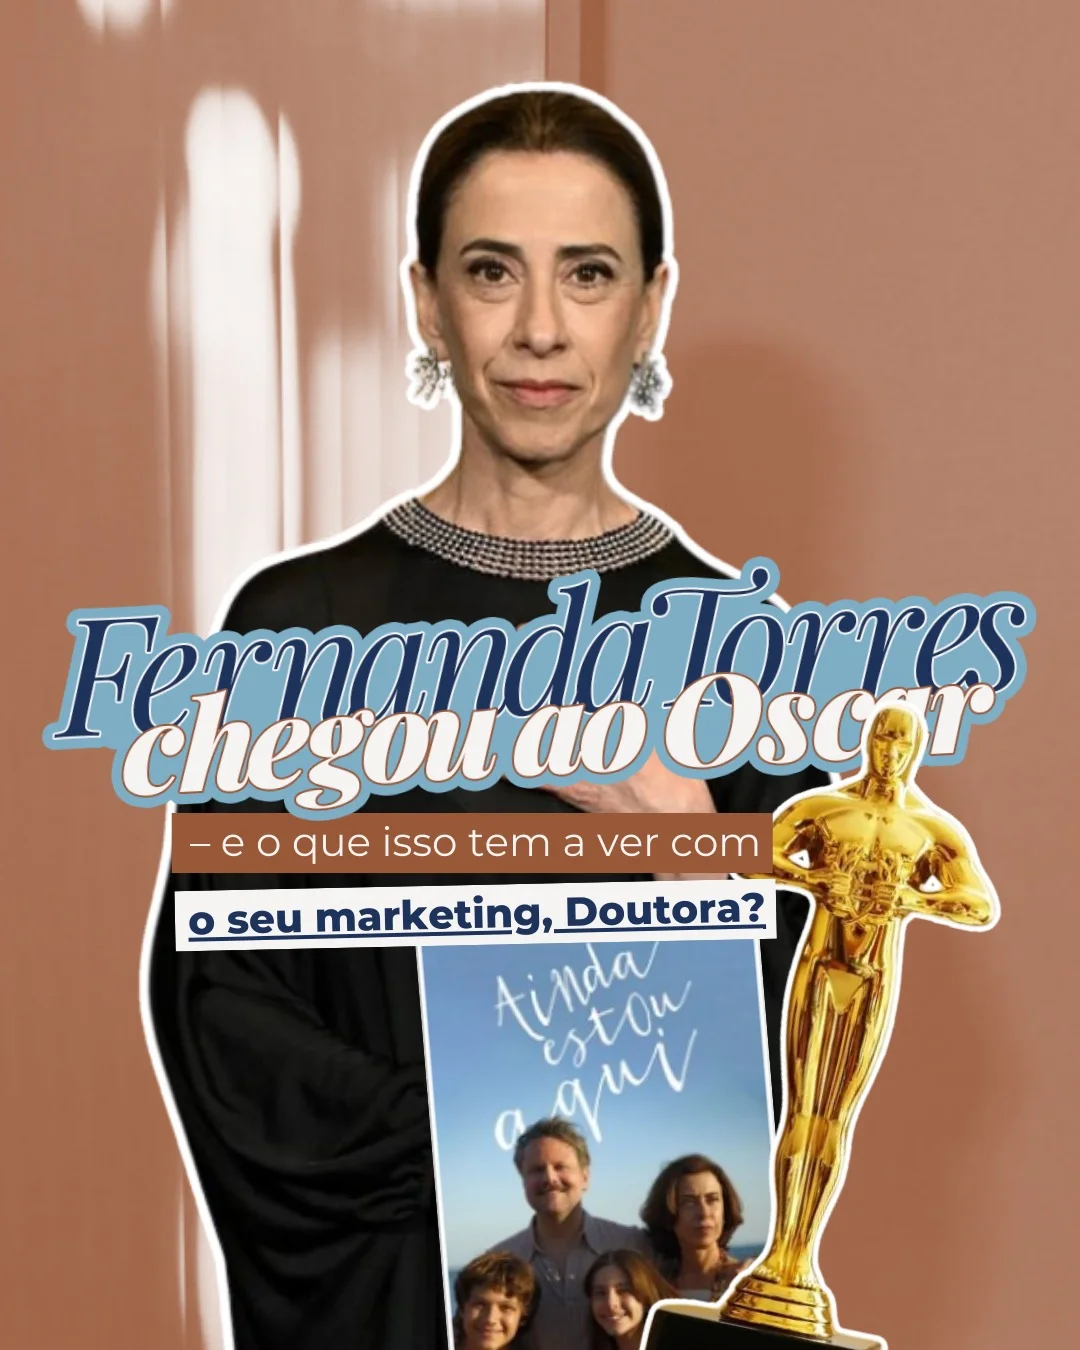 Fernanda Torres
chegou ao Oscar
– e o que isso tem a ver com
o seu marketing, Doutora?
Ainda
estou
aqui